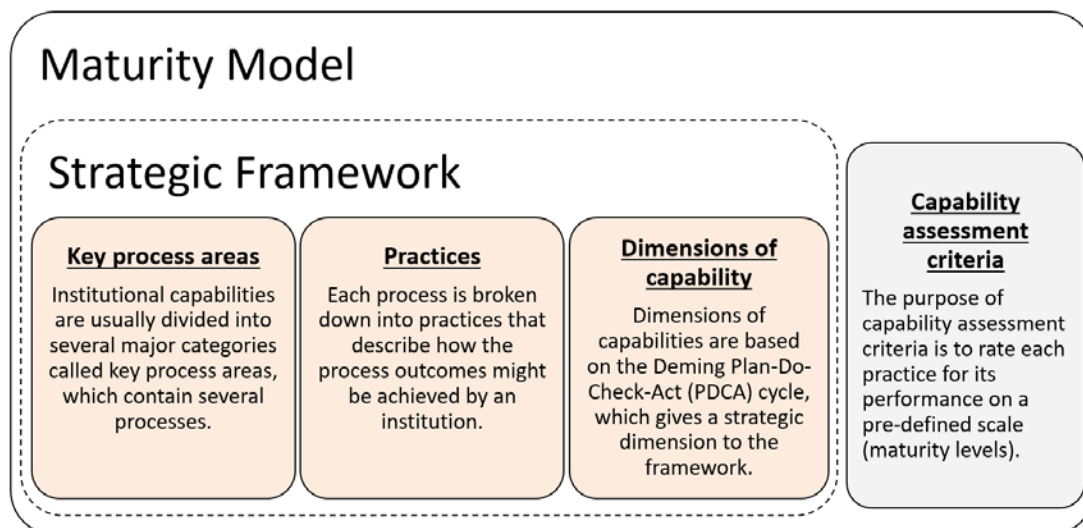 Maturity Model
Strategic Framework
Key process areas
Institutional capabilities
are usually divided into
several major categories
called key process areas,
which contain several
processes.
Practices
Each process is broken
down into practices that
describe how the
process outcomes might
be achieved by an
institution.
Dimensions of
capability
Dimensions of
capabilities are based
on the Deming Plan-Do-
Check-Act (PDCA) cycle,
which gives a strategic
dimension to the
framework.
Capability
assessment
criteria
The purpose of
capability assessment
criteria is to rate each
practice for its
performance on a
pre-defined scale
(maturity levels).